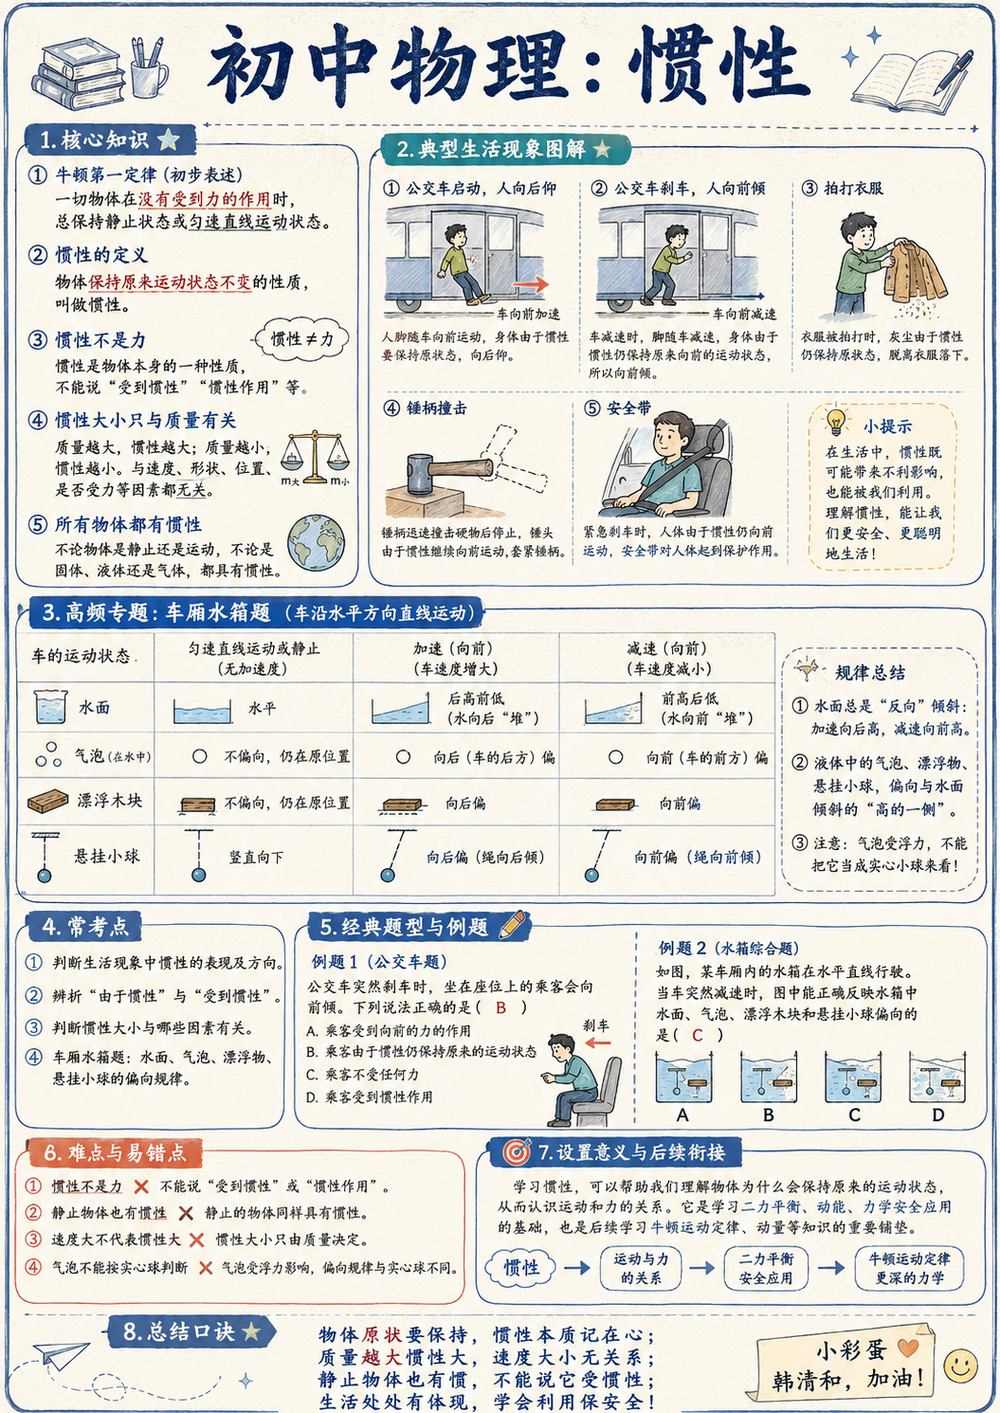 初中物理：惯性
1.核心知识
① 牛顿第一定律（初步表述）
一切物体在没有受到力的作用时，
总保持静止状态或匀速直线运动状态。
② 惯性的定义
物体保持原来运动状态不变的性质，
叫做惯性。
③ 惯性不是力
惯性≠力
惯性是物体本身的一种性质，
不能说“受到惯性”“惯性作用”等。
④ 惯性大小只与质量有关
质量越大，惯性越大；质量越小，
惯性越小。与速度、形状、位置、
是否受力等因素都无关。
m大 m小
⑤ 所有物体都有惯性
不论物体是静止还是运动，不论是
固体、液体还是气体，都具有惯性。
2.典型生活现象图解
① 公交车启动，人向后仰
车向前加速
人脚随车向前运动，身体由于惯性
要保持原状态，向后仰。
② 公交车刹车，人向前倾
车向前减速
车减速时，脚随车减速，身体由于
惯性仍保持原来向前的运动状态，
所以向前倾。
③ 拍打衣服
衣服被拍打时，灰尘由于惯性
仍保持原状态，脱离衣服落下。
④ 锤柄撞击
锤柄迅速撞击硬物后停止，锤头
由于惯性继续向前运动，套紧锤柄。
⑤ 安全带
紧急刹车时，人体由于惯性仍向前
运动，安全带对人体起到保护作用。
小提示
在生活中，惯性既
可能带来不利影响，
也能被我们利用。
理解惯性，能让我
们更安全、更聪明
地生活！
3.高频专题：车厢水箱题（车沿水平方向直线运动）
车的运动状态 匀速直线运动或静止（无加速度） 加速（向前）（车速度增大） 减速（向前）（车速度减小）
水面 水平 后高前低（水向后“堆”） 前高后低（水向前“堆”）
气泡（在水中） 不偏向，仍在原位置 向后（车的后方）偏 向前（车的前方）偏
漂浮木块 不偏向，仍在原位置 向后偏 向前偏
悬挂小球 竖直向下 向后偏（绳向后倾） 向前偏（绳向前倾）
规律总结
① 水面总是“反向”倾斜：
加速向后高，减速向前高。
② 液体中的气泡、漂浮物、
悬挂小球，偏向与水面
倾斜的“高的一侧”。
③ 注意：气泡受浮力，不能
把它当成实心小球来看！
4.常考点
① 判断生活现象中惯性的表现及方向。
② 辨析“由于惯性”与“受到惯性”。
③ 判断惯性大小与哪些因素有关。
④ 车厢水箱题：水面、气泡、漂浮物、
悬挂小球的偏向规律。
5.经典题型与例题
例题1（公交车题）
公交车突然刹车时，坐在座位上的乘客会向
前倾。下列说法正确的是（ B ）
A. 乘客受到向前的力的作用
B. 乘客由于惯性仍保持原来的运动状态
C. 乘客不受任何力
D. 乘客受到惯性作用
刹车
例题2（水箱综合题）
如图，某车厢内的水箱在水平直线行驶。
当车突然减速时，图中能正确反映水箱中
水面、气泡、漂浮木块和悬挂小球偏向的
是（ C ）
A B C D
6.难点与易错点
① 惯性不是力 ✕ 不能说“受到惯性”或“惯性作用”。
② 静止物体也有惯性 ✕ 静止的物体同样具有惯性。
③ 速度大不代表惯性大 ✕ 惯性大小只由质量决定。
④ 气泡不能按实心球判断 ✕ 气泡受浮力影响，偏向规律与实心球不同。
7.设置意义与后续衔接
学习惯性，可以帮助我们理解物体为什么会保持原来的运动状态，
从而认识运动和力的关系。它是学习二力平衡、动能、力学安全应用
的基础，也是后续学习牛顿运动定律、动量等知识的重要铺垫。
惯性 → 运动与力的关系 → 二力平衡安全应用 → 牛顿运动定律更深的力学
8.总结口诀
物体原状要保持，惯性本质记在心；
质量越大惯性大，速度大小无关系；
静止物体也有惯，不能说它受惯性；
生活处处有体现，学会利用保安全！
小彩蛋
韩清和，加油！